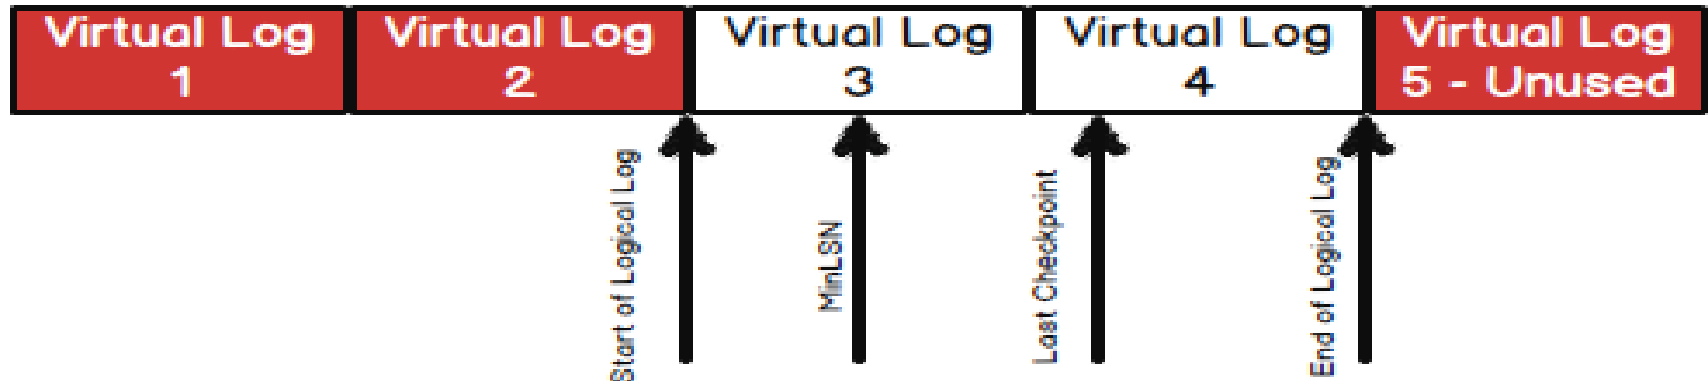 Virtual Log
1
Virtual Log
2
Virtual Log
3
Virtual Log
4
Virtual Log
5 - Unused
Start of Logical Log
MinLSN
Last Checkpoint
End of Logical Log